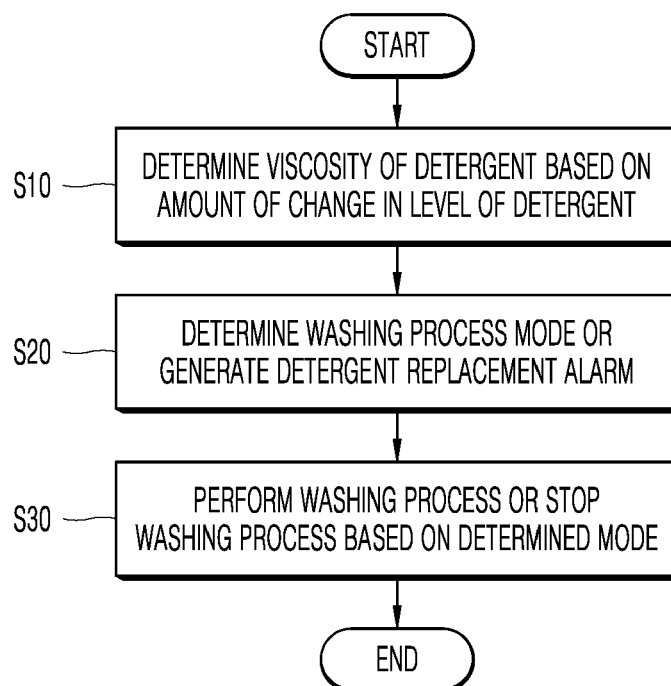 START
S10
DETERMINE VISCOSITY OF DETERGENT BASED ON
AMOUNT OF CHANGE IN LEVEL OF DETERGENT
S20
DETERMINE WASHING PROCESS MODE OR
GENERATE DETERGENT REPLACEMENT ALARM
S30
PERFORM WASHING PROCESS OR STOP
WASHING PROCESS BASED ON DETERMINED MODE
END